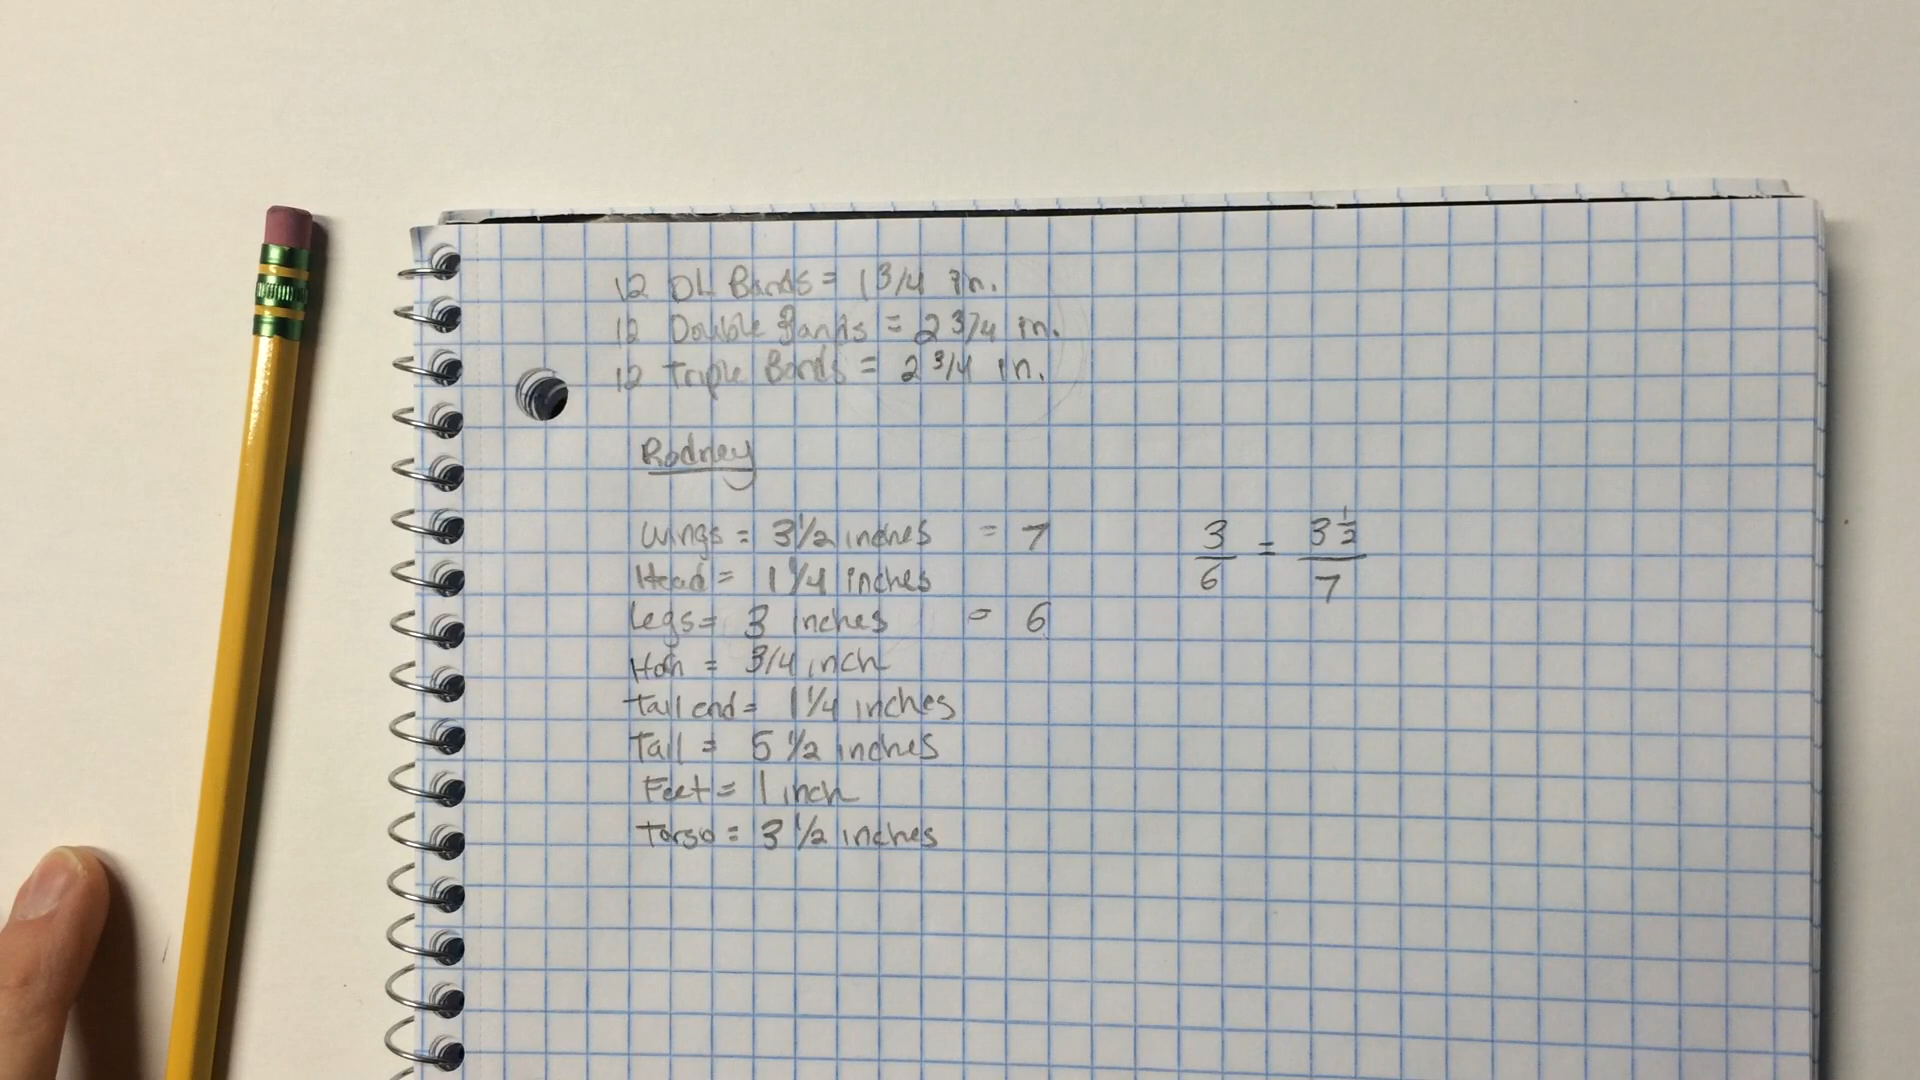 12 DL Bands = 1 3/4 in.
12 Double Bands = 2 3/4 in.
12 Triple Bands = 2 3/4 in.
Rodney
Wings = 3 1/2 inches = 7
Head = 1 1/4 inches
Legs = 3 inches = 6
= 3/4 inch
Tail end = 1 1/4 inches
Tail = 5 1/2 inches
Feet = 1 inch
Torso = 3 1/2 inches
3/6 = 3 1/2 / 7